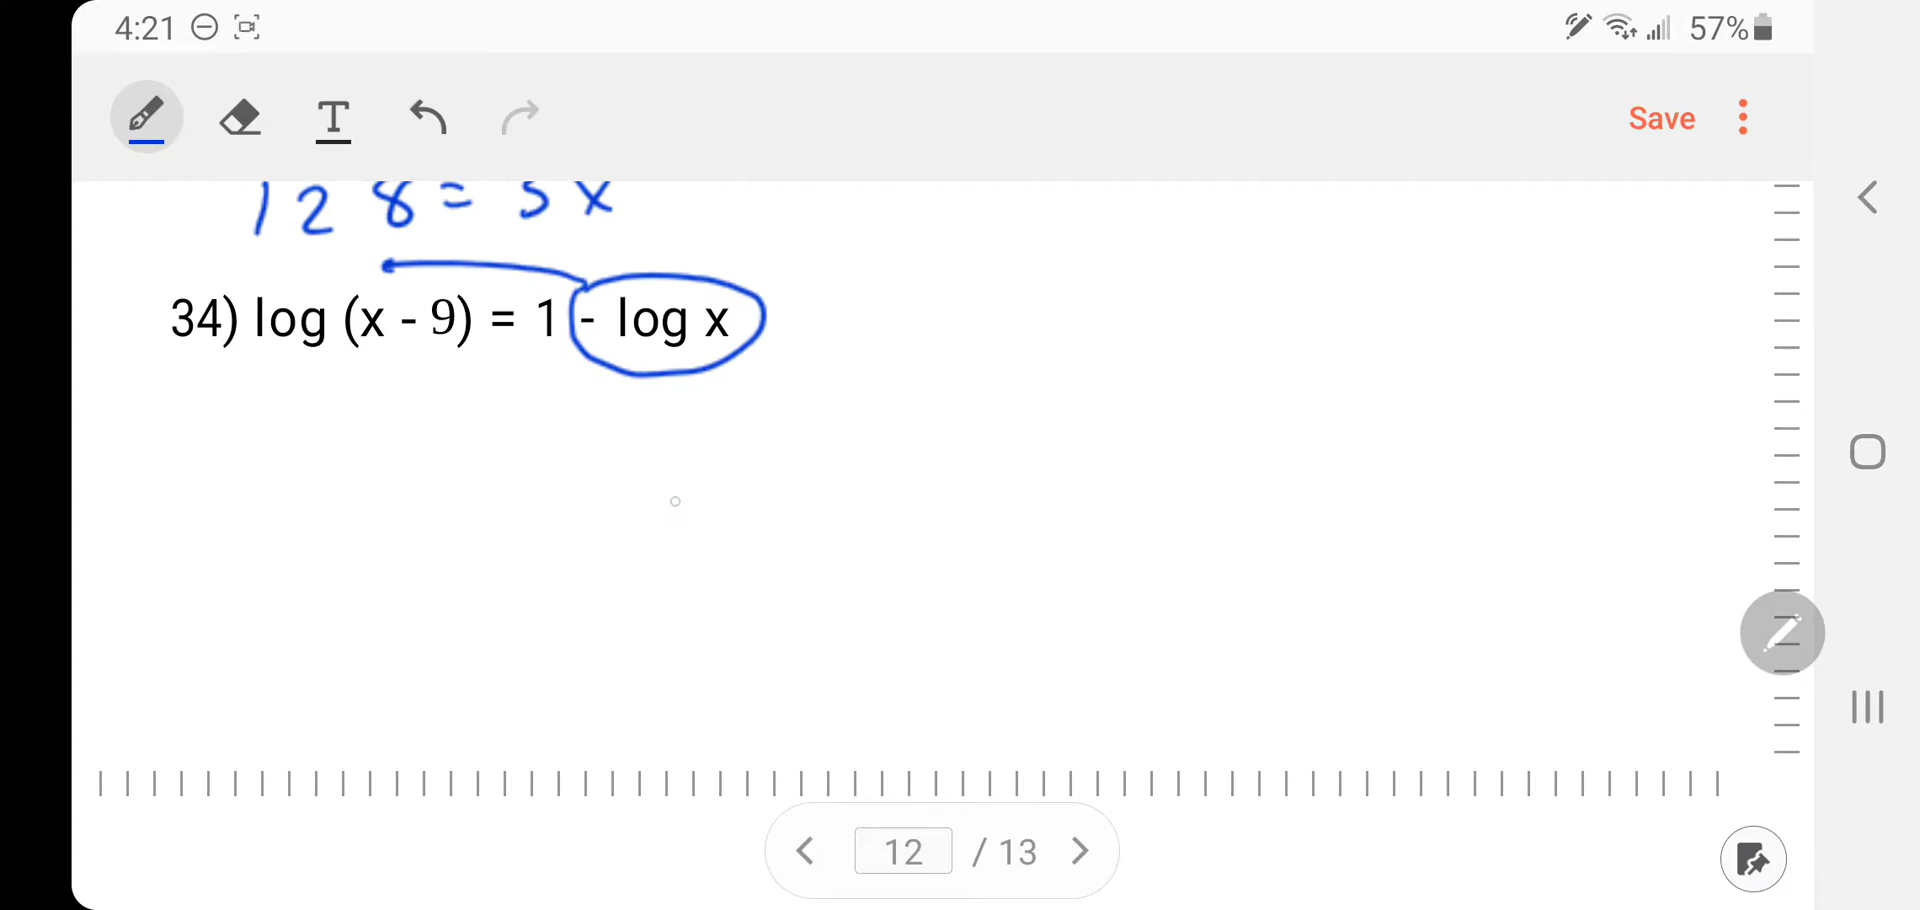 4:21 57%
T Save
128 = 5x
34) log (x - 9) = 1 - log x
12 / 13